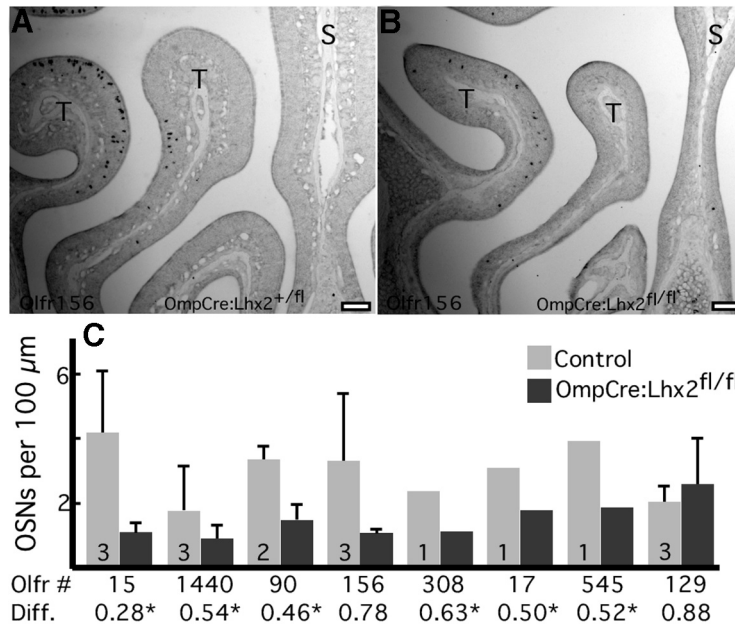 A
B
S
S
T
T
T
T
Olfr156
OmpCre:Lhx2+/fl
Olfr156
OmpCre:Lhx2fl/fl
C
Control
OmpCre:Lhx2fl/fl
OSNs per 100 µm
6
2
3 3 2 3 1 1 1 3
Olfr # 15 1440 90 156 308 17 545 129
Diff. 0.28* 0.54* 0.46* 0.78 0.63* 0.50* 0.52* 0.88